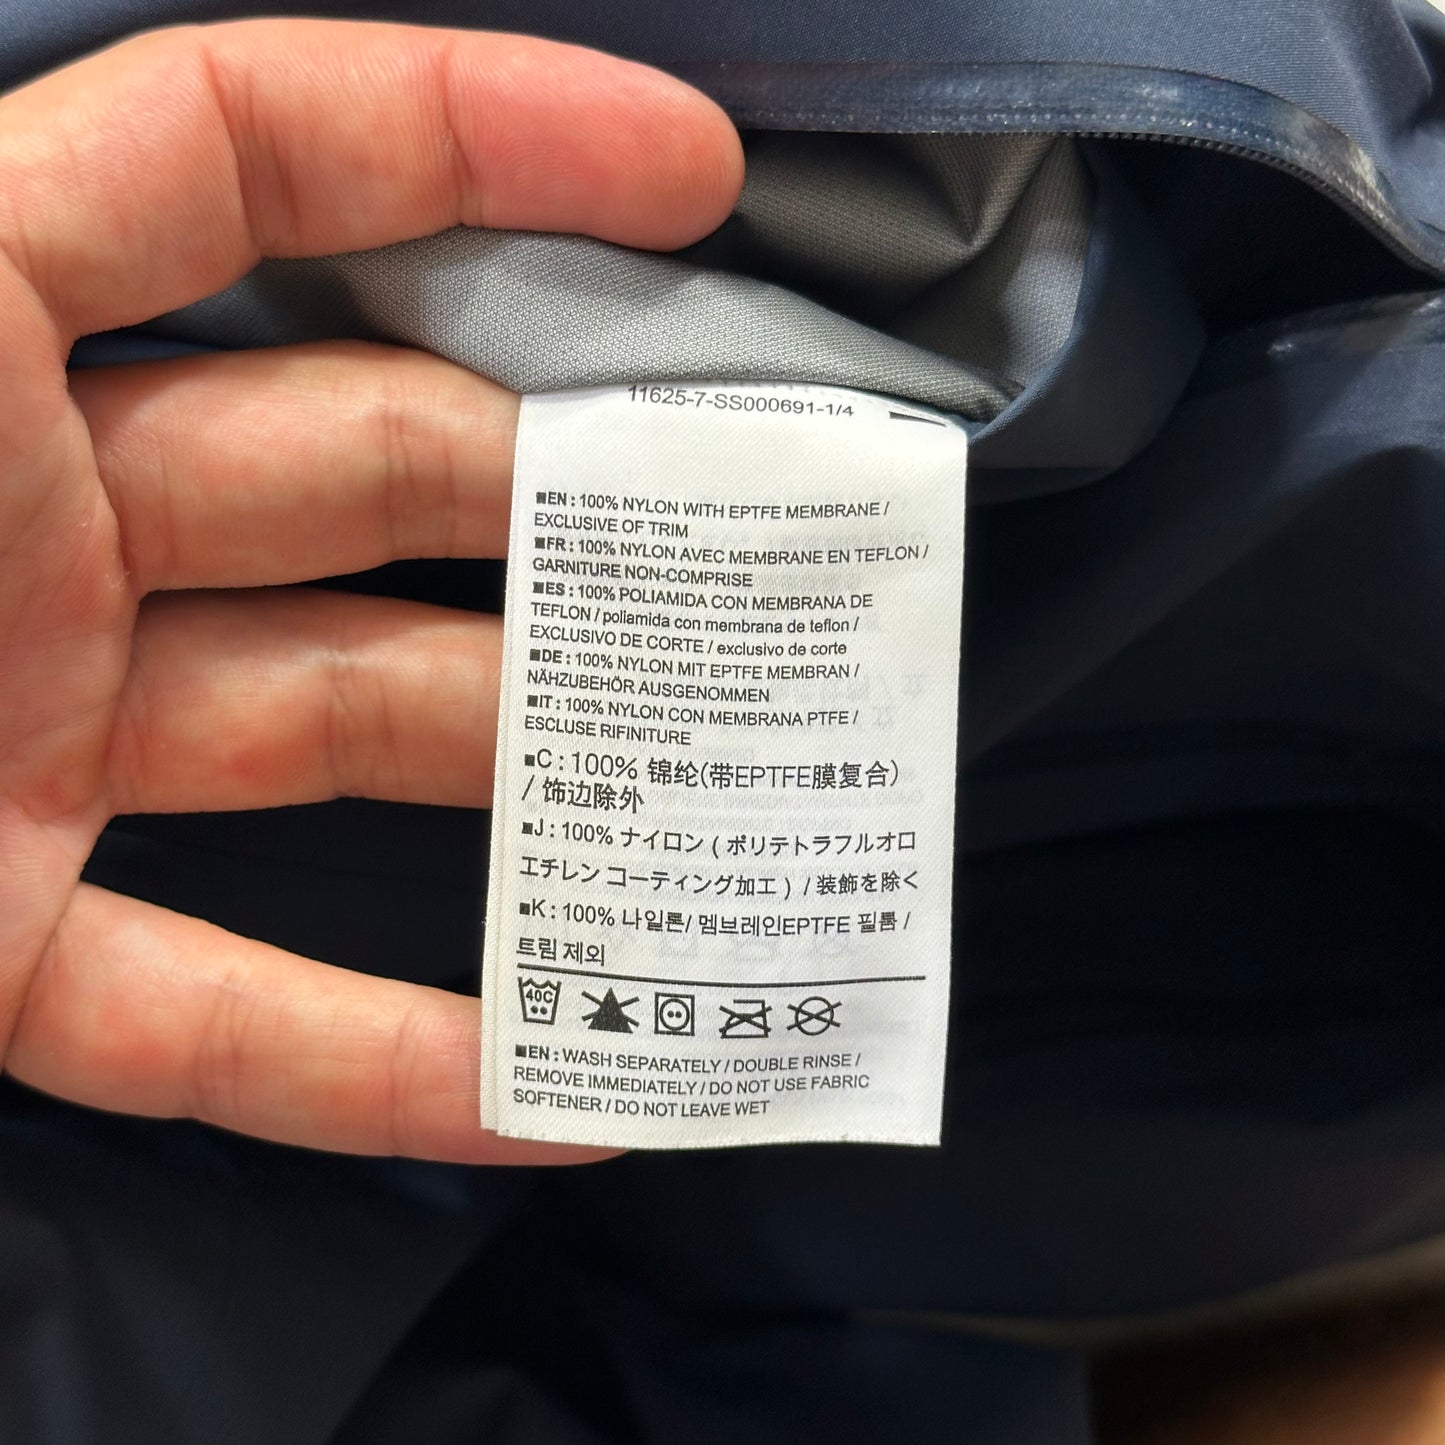 11625-7-SS000691-1/4
■EN : 100% NYLON WITH EPTFE MEMBRANE /
EXCLUSIVE OF TRIM
■FR : 100% NYLON AVEC MEMBRANE EN TEFLON /
GARNITURE NON-COMPRISE
■ES : 100% POLIAMIDA CON MEMBRANA DE
TEFLON / poliamida con membrana de teflon /
EXCLUSIVO DE CORTE / exclusivo de corte
■DE : 100% NYLON MIT EPTFE MEMBRAN /
NÄHZUBEHÖR AUSGENOMMEN
■IT : 100% NYLON CON MEMBRANA PTFE /
ESCLUSE RIFINITURE
■C : 100% 锦纶(带EPTFE膜复合)
/ 饰边除外
■J : 100% ナイロン ( ポリテトラフルオロ
エチレン コーティング加工 ) / 装飾を除く
■K : 100% 나일론/ 멤브레인EPTFE 필름 /
트림 제외
40C
■EN : WASH SEPARATELY / DOUBLE RINSE /
REMOVE IMMEDIATELY / DO NOT USE FABRIC
SOFTENER / DO NOT LEAVE WET